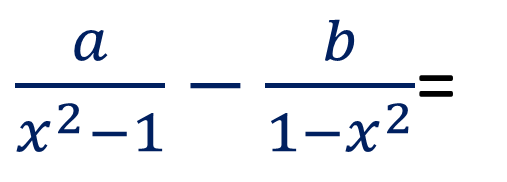 a/(x²−1) − b/(1−x²) =